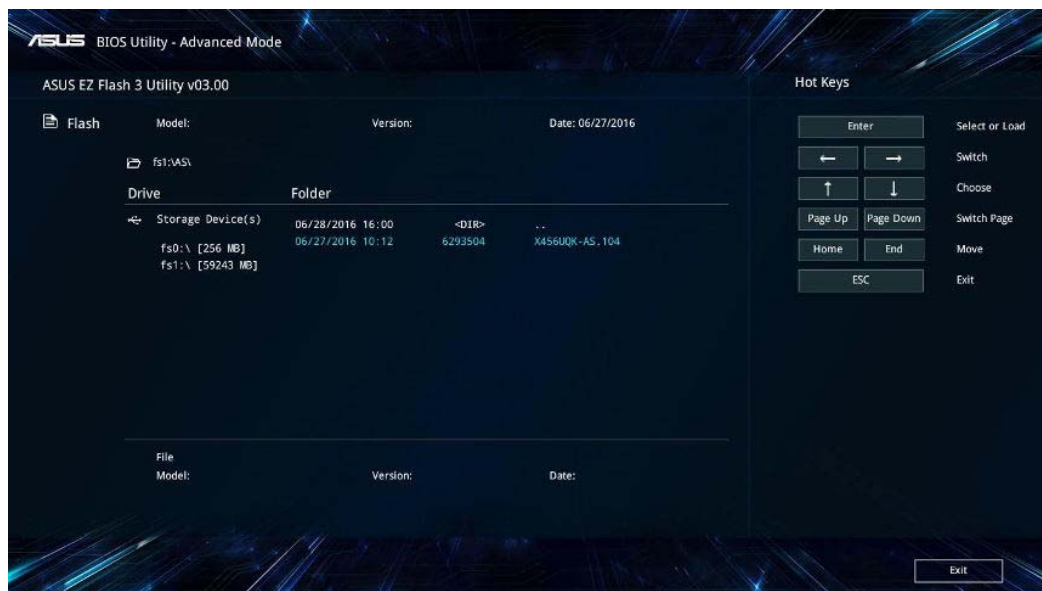 ASUS BIOS Utility - Advanced Mode
ASUS EZ Flash 3 Utility v03.00
Flash
Model: Version: Date: 06/27/2016
fs1:\AS\
Drive Folder
Storage Device(s)
fs0:\ [256 MB]
fs1:\ [59243 MB]
06/28/2016 16:00 <DIR> ..
06/27/2016 10:12 6293504 X456UQK-AS.104
File
Model: Version: Date:
Hot Keys
Enter Select or Load
← → Switch
↑ ↓ Choose
Page Up Page Down Switch Page
Home End Move
ESC Exit
Exit